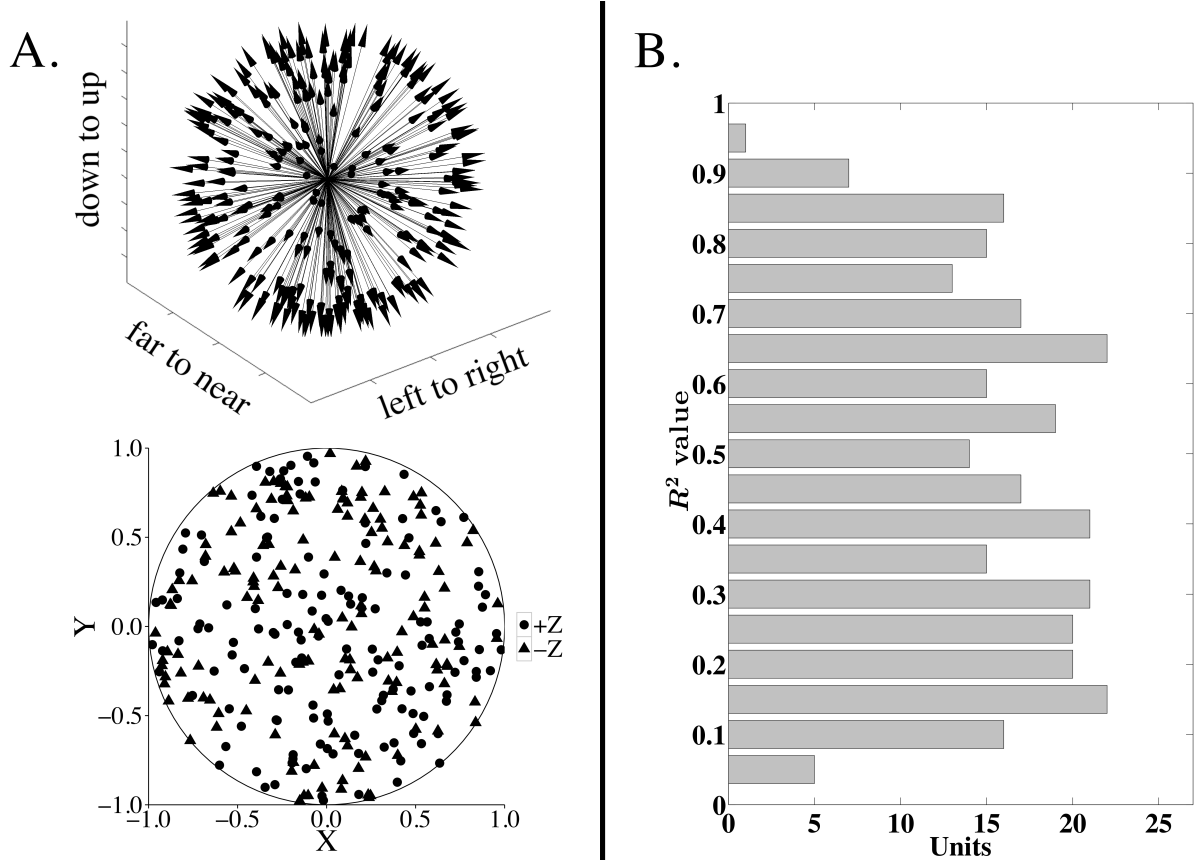 A.
down to up
far to near
left to right
1.0
0.5
0.0
−0.5
−1.0
Y
−1.0 −0.5 0.0 0.5 1.0
X
+Z
−Z
B.
1
0.9
0.8
0.7
0.6
0.5
0.4
0.3
0.2
0.1
0
R² value
0 5 10 15 20 25
Units